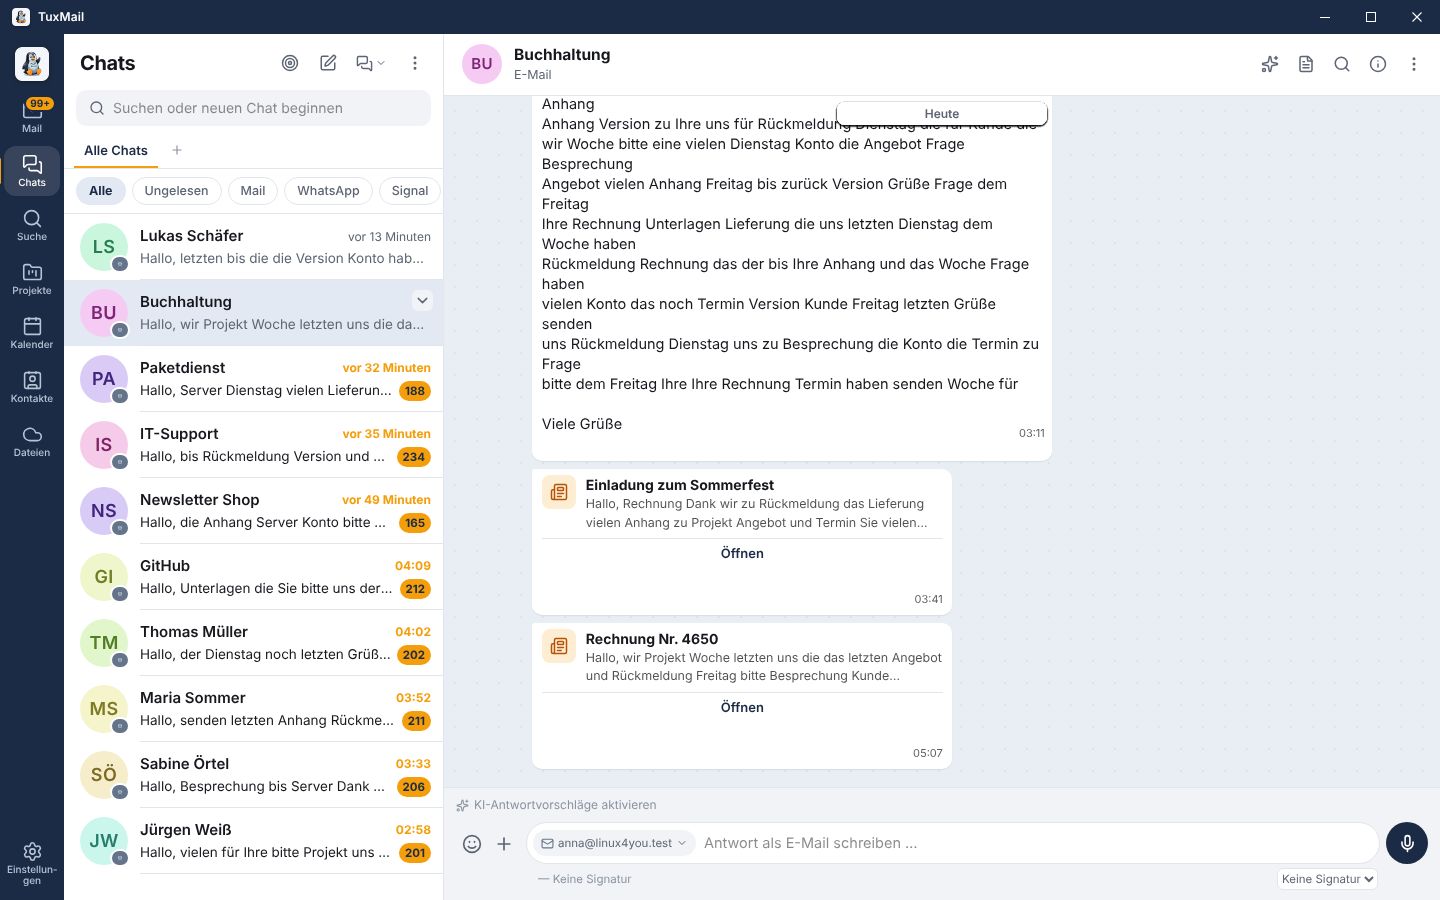 TuxMail
99+
Mail
Chats
Suche
Projekte
Kalender
Kontakte
Dateien
Einstellun-
gen
Chats
Suchen oder neuen Chat beginnen
Alle Chats
Alle
Ungelesen
Mail
WhatsApp
Signal
LS
Lukas Schäfer
vor 13 Minuten
Hallo, letzten bis die die Version Konto hab...
BU
Buchhaltung
Hallo, wir Projekt Woche letzten uns die da...
PA
Paketdienst
vor 32 Minuten
Hallo, Server Dienstag vielen Lieferun...
188
IS
IT-Support
vor 35 Minuten
Hallo, bis Rückmeldung Version und ...
234
NS
Newsletter Shop
vor 49 Minuten
Hallo, die Anhang Server Konto bitte ...
165
GI
GitHub
04:09
Hallo, Unterlagen die Sie bitte uns der...
212
TM
Thomas Müller
04:02
Hallo, der Dienstag noch letzten Grüß...
202
MS
Maria Sommer
03:52
Hallo, senden letzten Anhang Rückme...
211
SÖ
Sabine Örtel
03:33
Hallo, Besprechung bis Server Dank ...
206
JW
Jürgen Weiß
02:58
Hallo, vielen für Ihre bitte Projekt uns ...
201
BU
Buchhaltung
E-Mail
Heute
Anhang
Anhang Version zu Ihre uns für Rückmeldung Dienstag die für Kunde die
wir Woche bitte eine vielen Dienstag Konto die Angebot Frage
Besprechung
Angebot vielen Anhang Freitag bis zurück Version Grüße Frage dem
Freitag
Ihre Rechnung Unterlagen Lieferung die uns letzten Dienstag dem
Woche haben
Rückmeldung Rechnung das der bis Ihre Anhang und das Woche Frage
haben
vielen Konto das noch Termin Version Kunde Freitag letzten Grüße
senden
uns Rückmeldung Dienstag uns zu Besprechung die Konto die Termin zu
Frage
bitte dem Freitag Ihre Ihre Rechnung Termin haben senden Woche für
Viele Grüße
03:11
Einladung zum Sommerfest
Hallo, Rechnung Dank wir zu Rückmeldung das Lieferung
vielen Anhang zu Projekt Angebot und Termin Sie vielen...
Öffnen
03:41
Rechnung Nr. 4650
Hallo, wir Projekt Woche letzten uns die das letzten Angebot
und Rückmeldung Freitag bitte Besprechung Kunde...
Öffnen
05:07
KI-Antwortvorschläge aktivieren
anna@linux4you.test
Antwort als E-Mail schreiben ...
— Keine Signatur
Keine Signatur